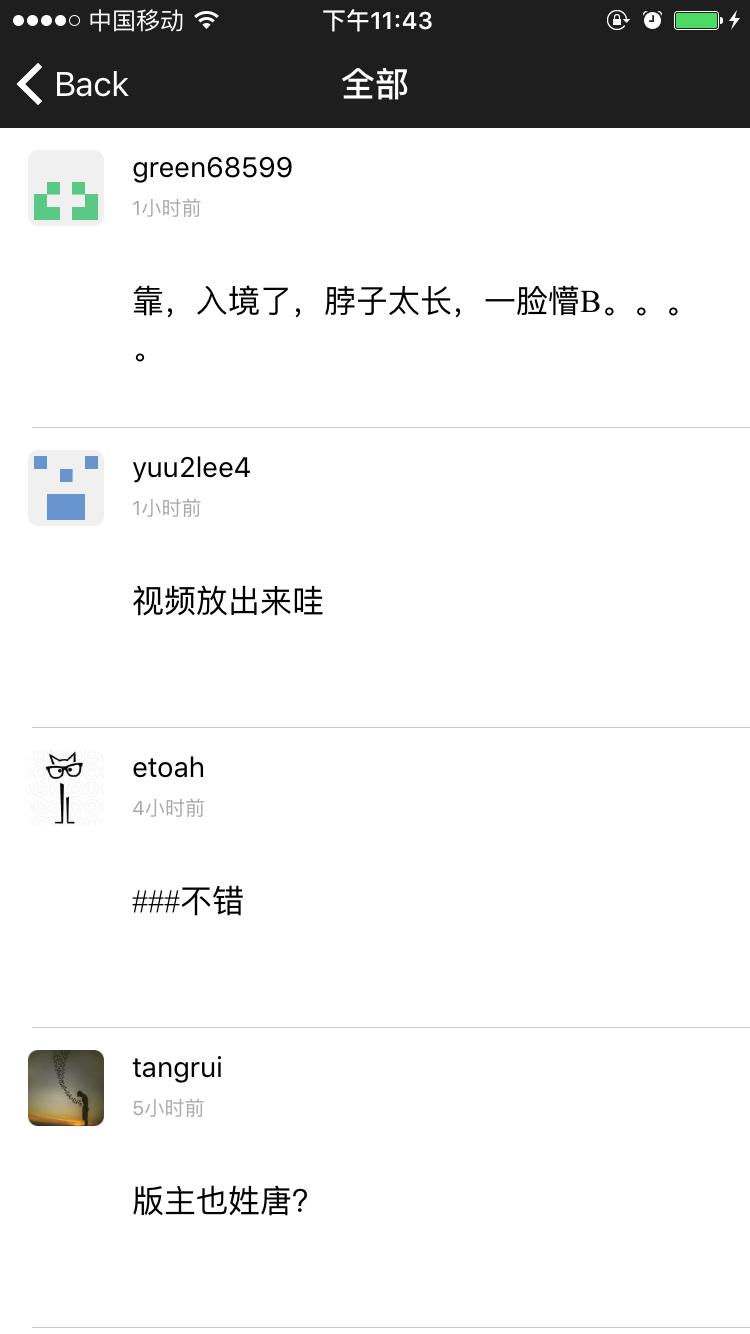 中国移动 下午11:43
Back 全部
green68599
1小时前
靠，入境了，脖子太长，一脸懵B。。。
。
yuu2lee4
1小时前
视频放出来哇
etoah
4小时前
###不错
tangrui
5小时前
版主也姓唐?